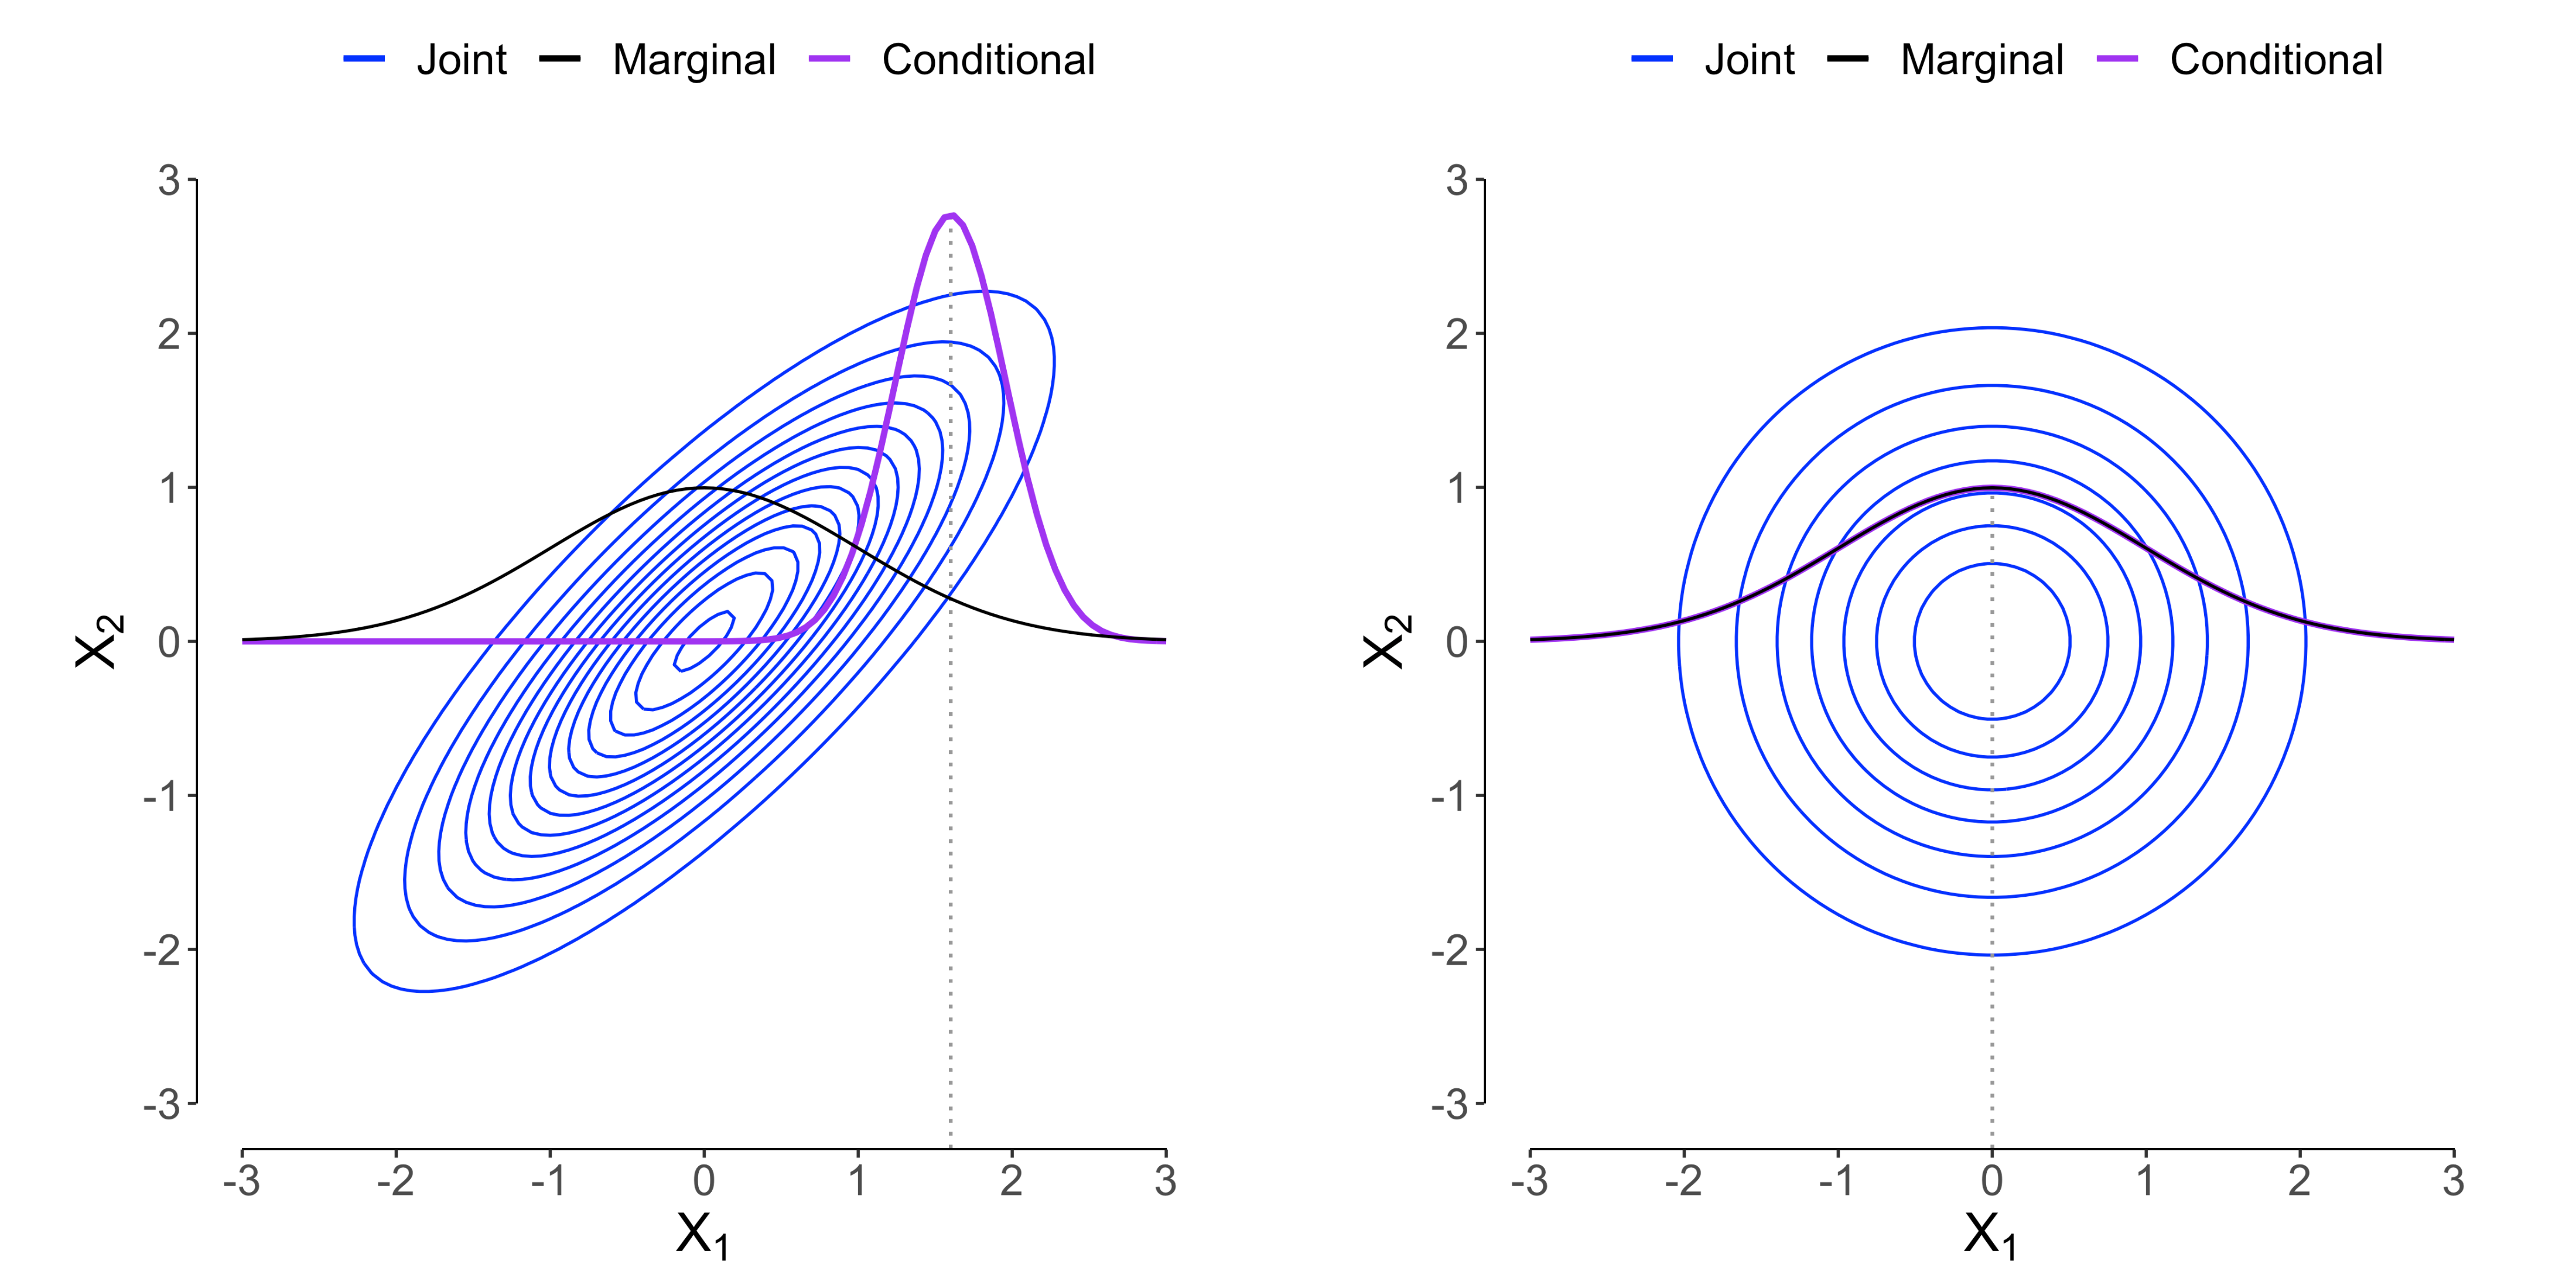 Joint Marginal Conditional
3
2
1
0
-1
-2
-3
X₂
-3 -2 -1 0 1 2 3
X₁
Joint Marginal Conditional
3
2
1
0
-1
-2
-3
X₂
-3 -2 -1 0 1 2 3
X₁